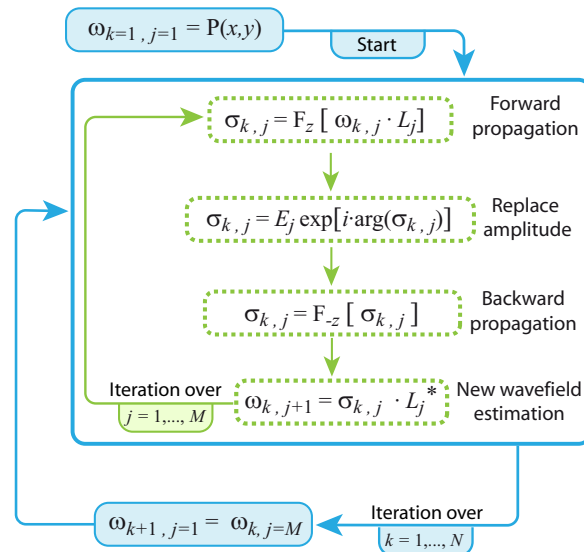 ω_{k=1 , j=1} = P(x,y)
Start
σ_{k , j} = F_z [ ω_{k , j} · L_j]
Forward
propagation
σ_{k , j} = E_j exp[i·arg(σ_{k , j})]
Replace
amplitude
σ_{k , j} = F_{-z} [ σ_{k , j} ]
Backward
propagation
Iteration over
j = 1,..., M
ω_{k , j+1} = σ_{k , j} · L_j*
New wavefield
estimation
ω_{k+1 , j=1} = ω_{k, j=M}
Iteration over
k = 1,..., N